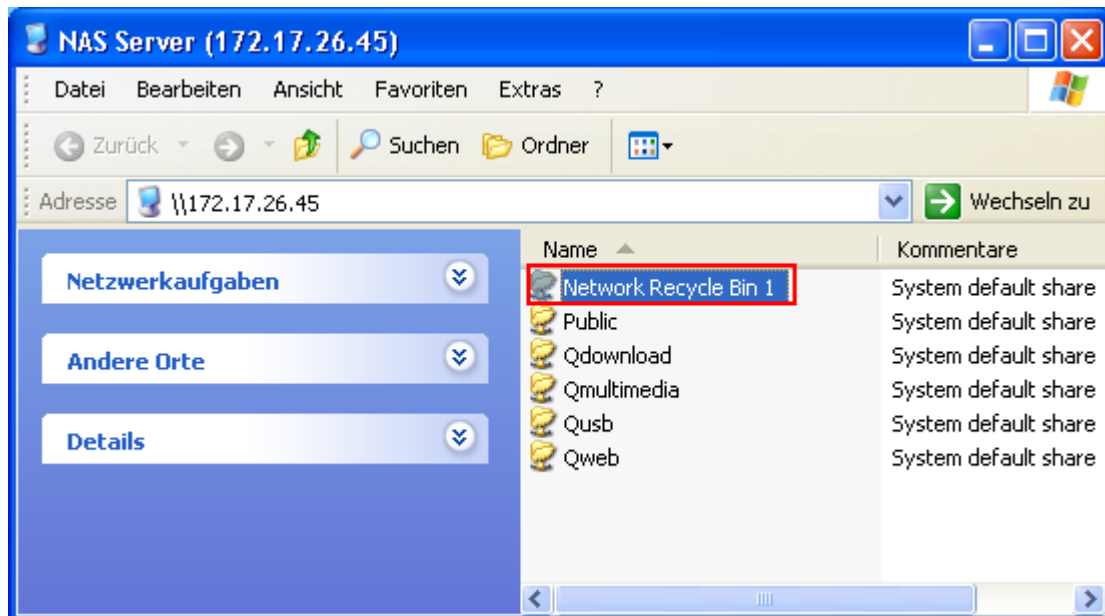 NAS Server (172.17.26.45)
Datei Bearbeiten Ansicht Favoriten Extras ?
Zurück Suchen Ordner
Adresse \\172.17.26.45 Wechseln zu
Name Kommentare
Netzwerkaufgaben
Andere Orte
Details
Network Recycle Bin 1 System default share
Public System default share
Qdownload System default share
Qmultimedia System default share
Qusb System default share
Qweb System default share